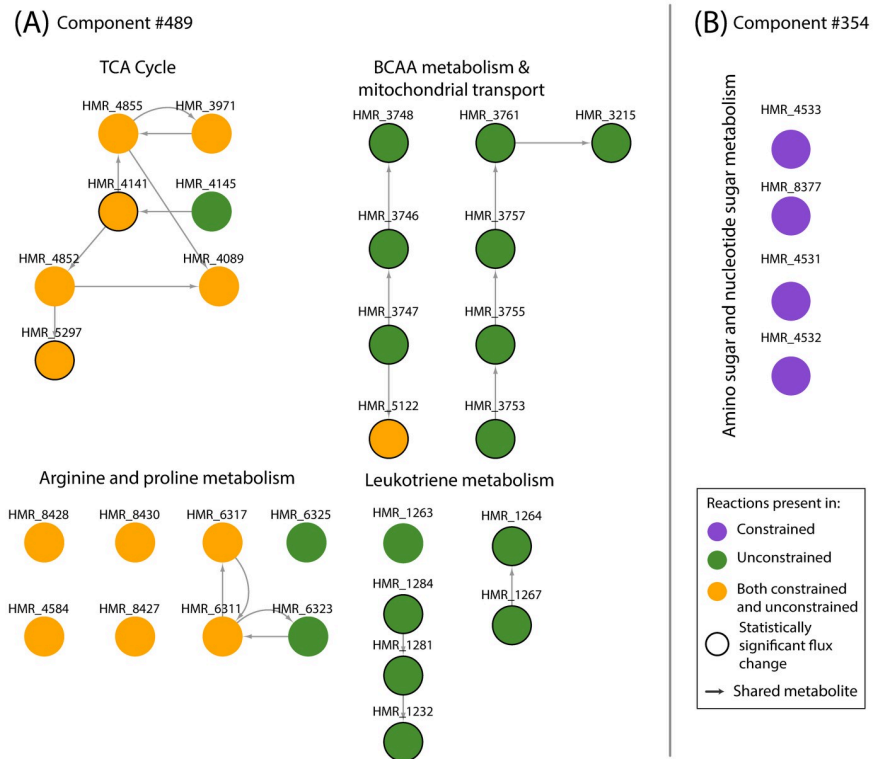 (A) Component #489
TCA Cycle
HMR_4855 HMR_3971
HMR_4141 HMR_4145
HMR_4852 HMR_4089
HMR_5297
BCAA metabolism &
mitochondrial transport
HMR_3748 HMR_3761 HMR_3215
HMR_3746 HMR_3757
HMR_3747 HMR_3755
HMR_5122 HMR_3753
Arginine and proline metabolism
HMR_8428 HMR_8430 HMR_6317 HMR_6325
HMR_4584 HMR_8427 HMR_6311 HMR_6323
Leukotriene metabolism
HMR_1263 HMR_1264
HMR_1284 HMR_1267
HMR_1281
HMR_1232
(B) Component #354
Amino sugar and nucleotide sugar metabolism
HMR_4533
HMR_8377
HMR_4531
HMR_4532
Reactions present in:
Constrained
Unconstrained
Both constrained
and unconstrained
Statistically
significant flux
change
Shared metabolite